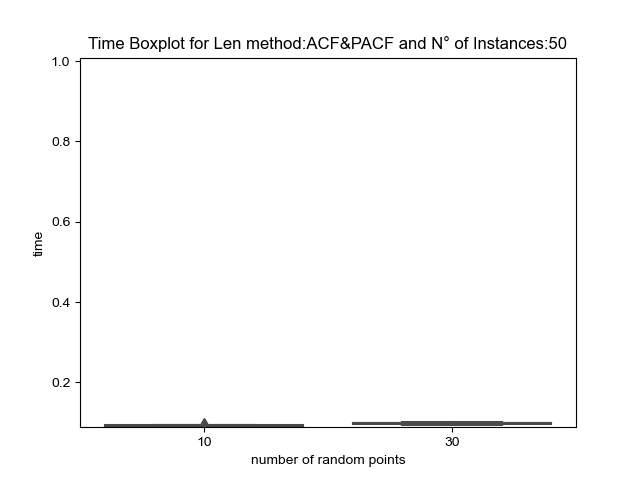 Time Boxplot for Len method:ACF&PACF and N° of Instances:50
1.0
0.8
0.6
0.4
0.2
time
10
30
number of random points